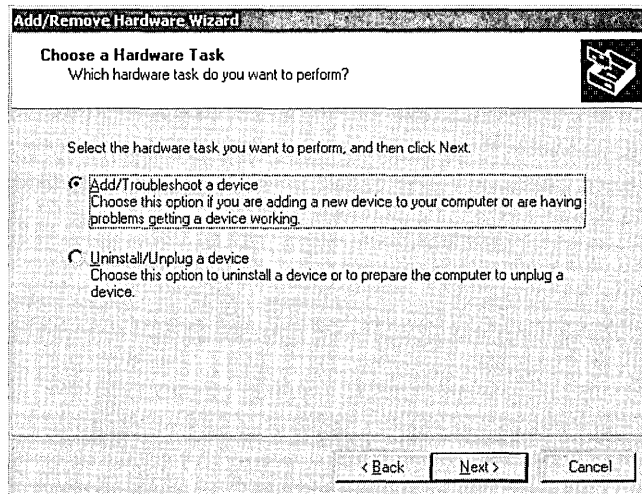 Add/Remove Hardware Wizard
Choose a Hardware Task
Which hardware task do you want to perform?
Select the hardware task you want to perform, and then click Next.
Add/Troubleshoot a device
Choose this option if you are adding a new device to your computer or are having
problems getting a device working.
Uninstall/Unplug a device
Choose this option to uninstall a device or to prepare the computer to unplug a
device.
< Back Next > Cancel